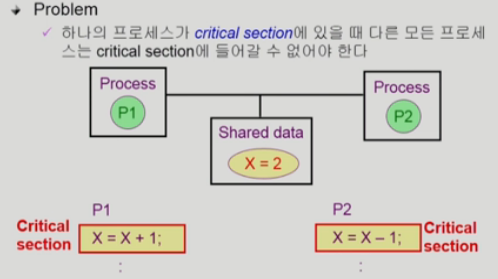 Problem
하나의 프로세스가 critical section에 있을 때 다른 모든 프로세
스는 critical section에 들어갈 수 없어야 한다
Process
P1
Process
P2
Shared data
X = 2
P1
P2
Critical
section
X = X + 1;
X = X – 1;
Critical
section
:
: